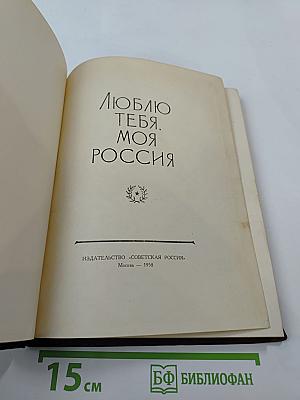 ЛЮБЛЮ
ТЕБЯ,
МОЯ
РОССИЯ
ИЗДАТЕЛЬСТВО «СОВЕТСКАЯ РОССИЯ»
Москва — 1958
15 см
БФ БИБЛИОФАН